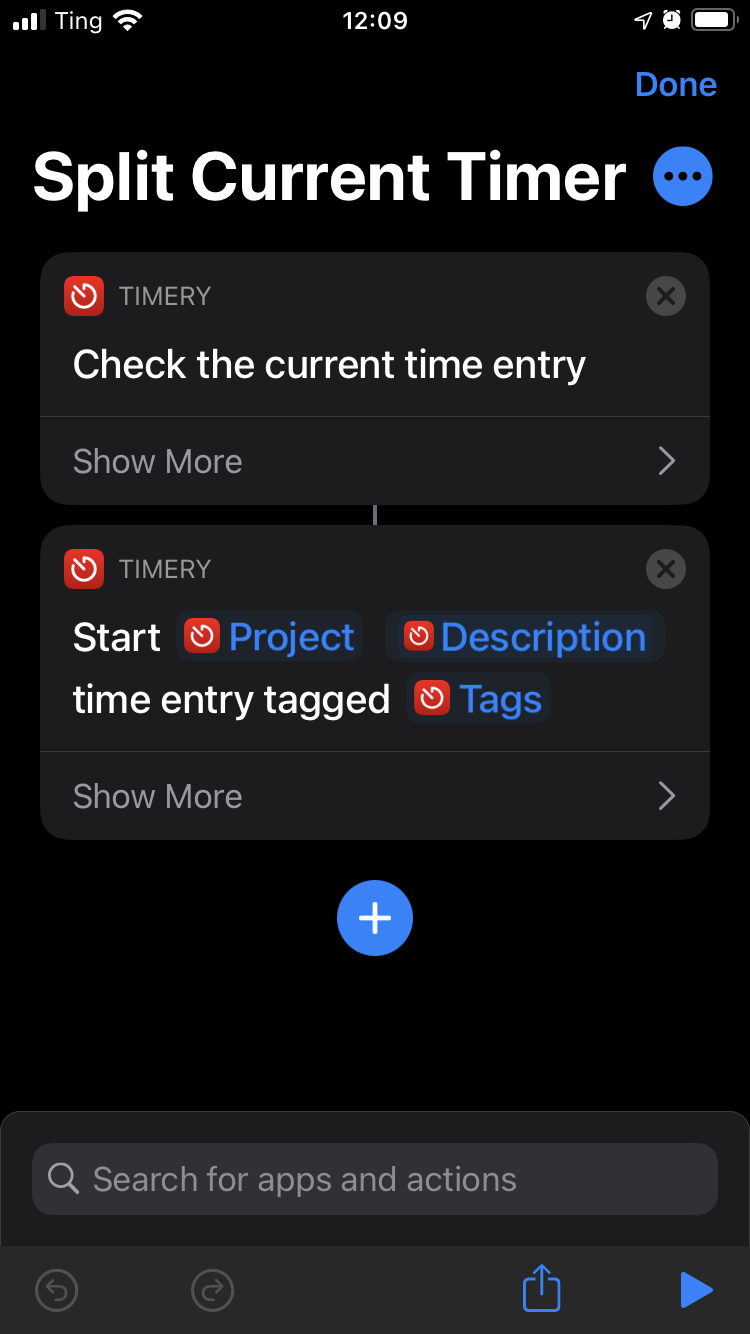 Ting 12:09
Done
Split Current Timer
TIMERY
Check the current time entry
Show More
TIMERY
Start Project Description
time entry tagged Tags
Show More
Search for apps and actions